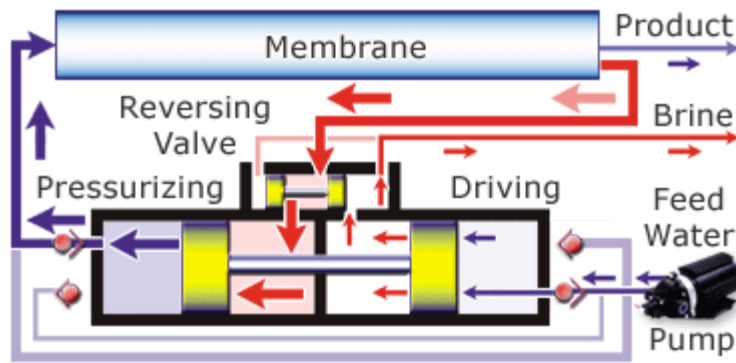 Product
Membrane
Reversing
Valve
Brine
Pressurizing
Driving
Feed
Water
Pump